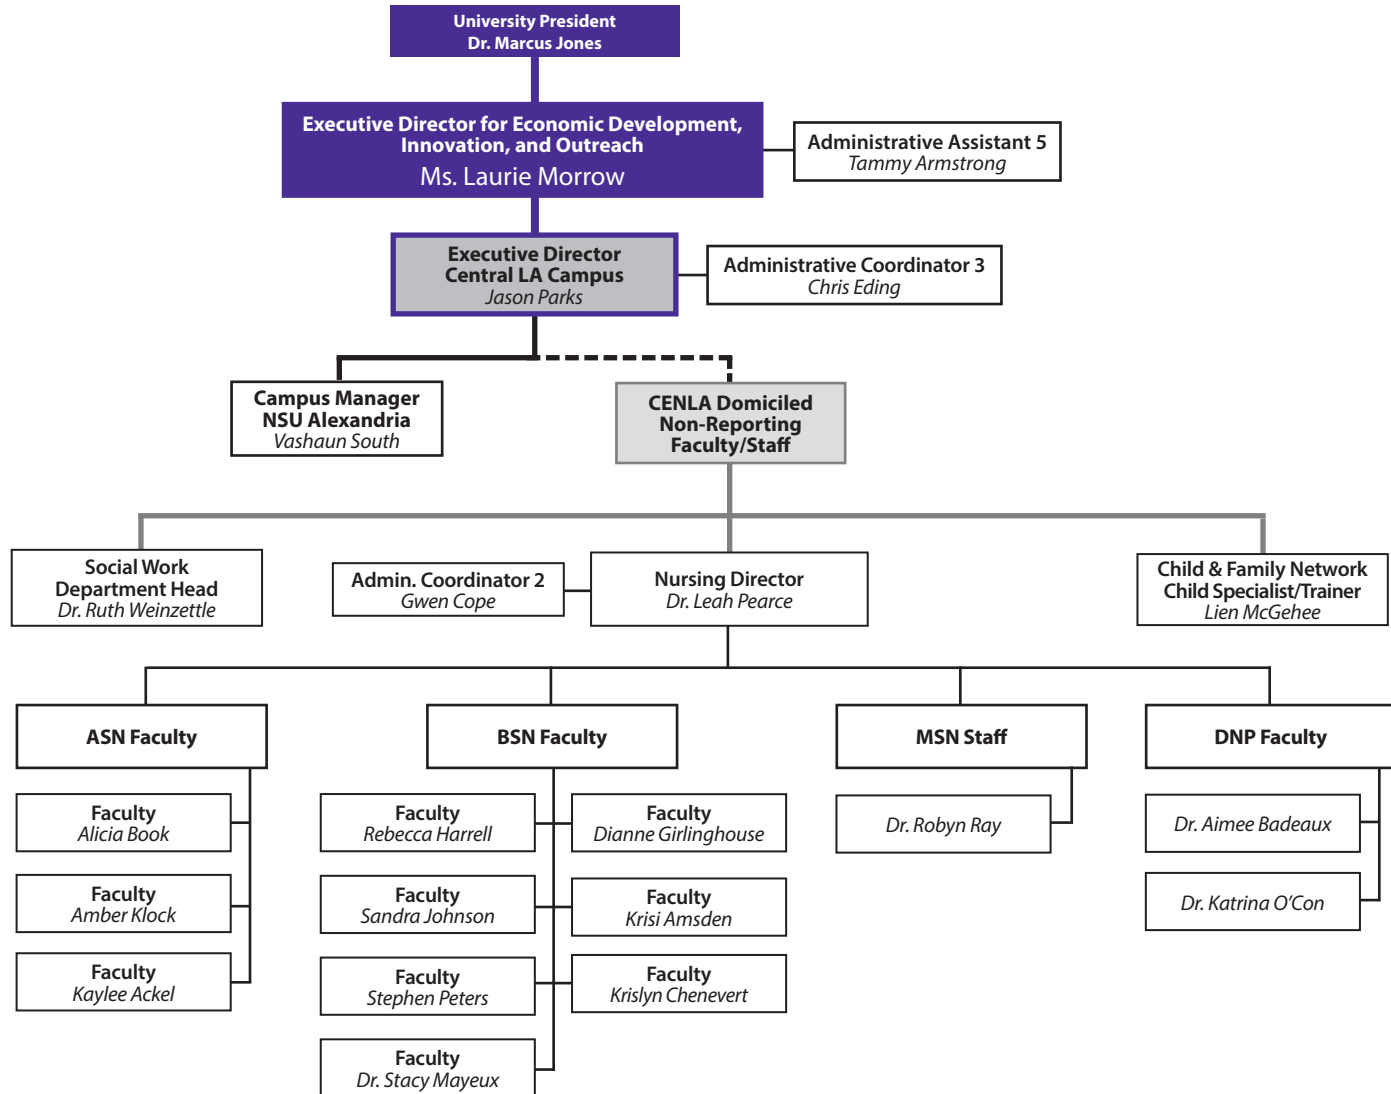 University President
Dr. Marcus Jones
Executive Director for Economic Development,
Innovation, and Outreach
Ms. Laurie Morrow
Administrative Assistant 5
Tammy Armstrong
Executive Director
Central LA Campus
Jason Parks
Administrative Coordinator 3
Chris Eding
Campus Manager
NSU Alexandria
Vashaun South
CENLA Domiciled
Non-Reporting
Faculty/Staff
Social Work
Department Head
Dr. Ruth Weinzettle
Admin. Coordinator 2
Gwen Cope
Nursing Director
Dr. Leah Pearce
Child & Family Network
Child Specialist/Trainer
Lien McGehee
ASN Faculty
BSN Faculty
MSN Staff
DNP Faculty
Faculty
Alicia Book
Faculty
Rebecca Harrell
Faculty
Dianne Girlinghouse
Dr. Robyn Ray
Dr. Aimee Badeaux
Faculty
Amber Klock
Faculty
Sandra Johnson
Faculty
Krisi Amsden
Dr. Katrina O’Con
Faculty
Kaylee Ackel
Faculty
Stephen Peters
Faculty
Krislyn Chenevert
Faculty
Dr. Stacy Mayeux